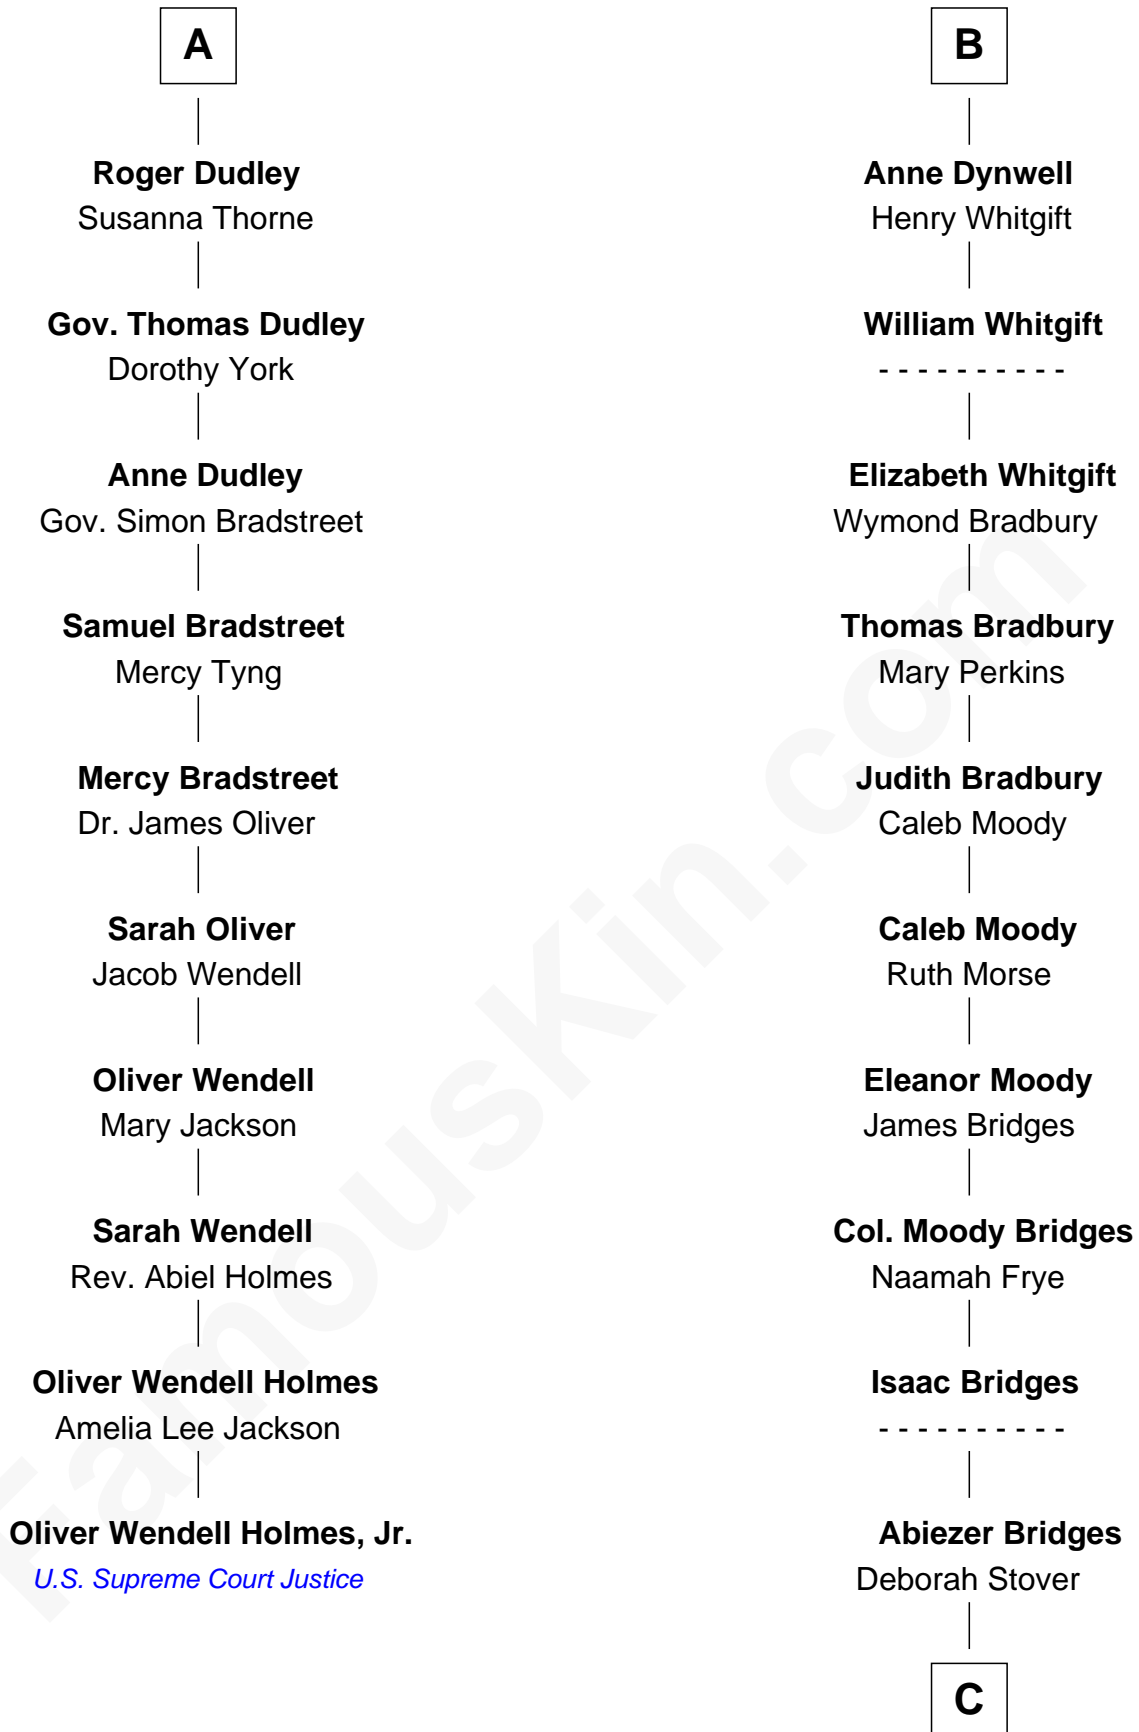 A
Roger Dudley
Susanna Thorne
Gov. Thomas Dudley
Dorothy York
Anne Dudley
Gov. Simon Bradstreet
Samuel Bradstreet
Mercy Tyng
Mercy Bradstreet
Dr. James Oliver
Sarah Oliver
Jacob Wendell
Oliver Wendell
Mary Jackson
Sarah Wendell
Rev. Abiel Holmes
Oliver Wendell Holmes
Amelia Lee Jackson
Oliver Wendell Holmes, Jr.
U.S. Supreme Court Justice
B
Anne Dynwell
Henry Whitgift
William Whitgift
- - - - - - - - - -
Elizabeth Whitgift
Wymond Bradbury
Thomas Bradbury
Mary Perkins
Judith Bradbury
Caleb Moody
Caleb Moody
Ruth Morse
Eleanor Moody
James Bridges
Col. Moody Bridges
Naamah Frye
Isaac Bridges
- - - - - - - - - -
Abiezer Bridges
Deborah Stover
C
FamousKin.com